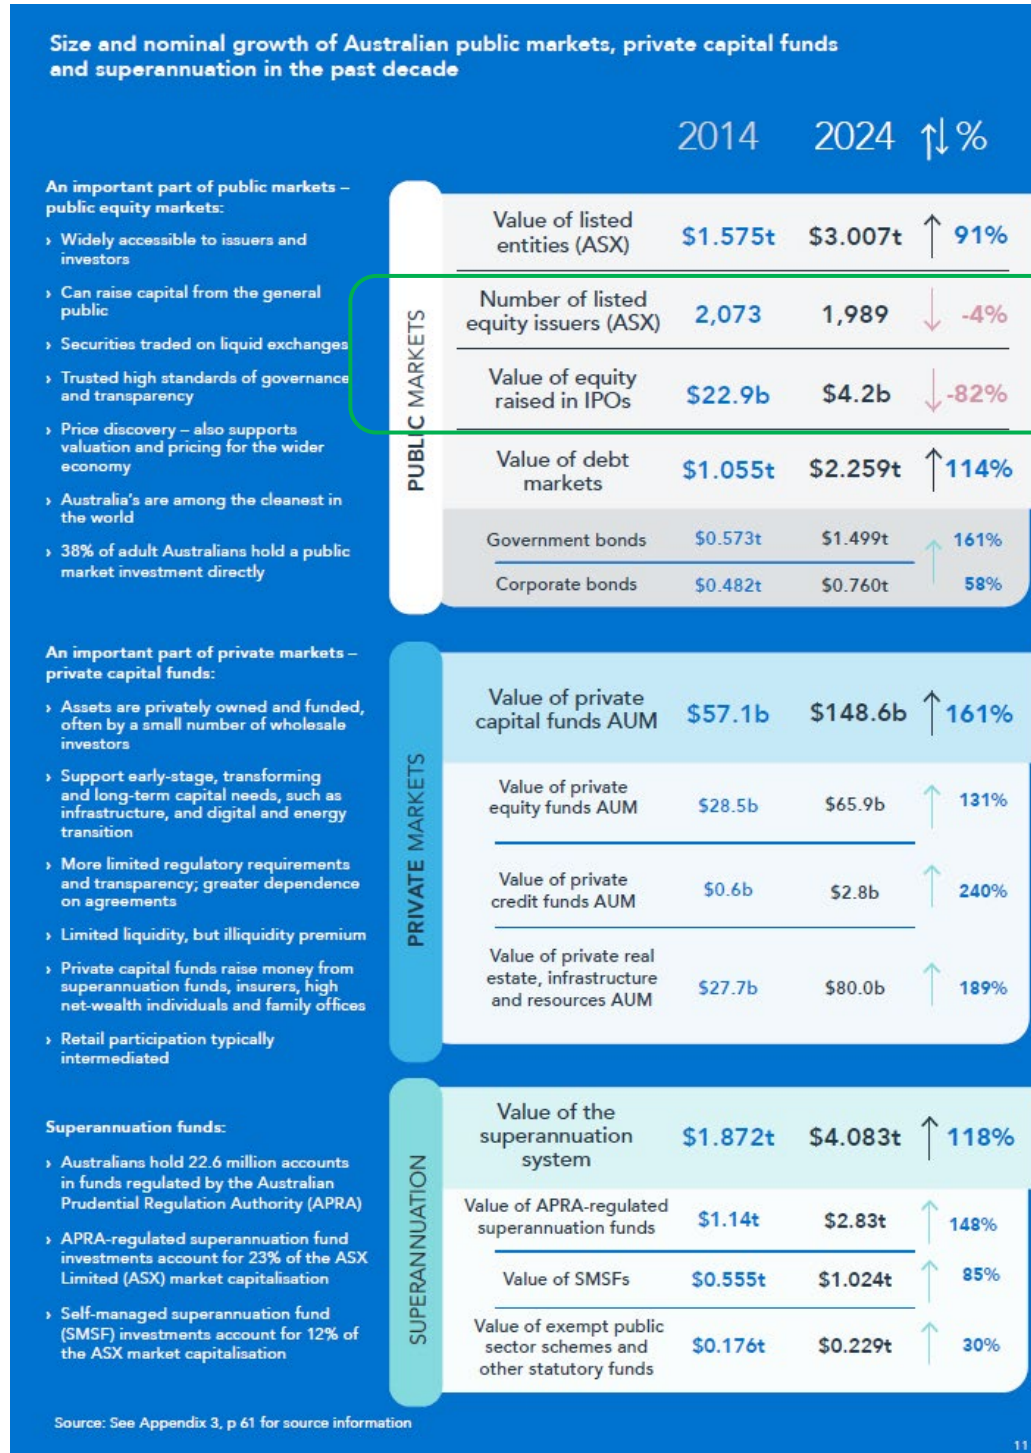 Size and nominal growth of Australian public markets, private capital funds
and superannuation in the past decade
2014 2024 ↑↓ %
An important part of public markets –
public equity markets:
› Widely accessible to issuers and
investors
› Can raise capital from the general
public
› Securities traded on liquid exchanges
› Trusted high standards of governance
and transparency
› Price discovery – also supports
valuation and pricing for the wider
economy
› Australia's are among the cleanest in
the world
› 38% of adult Australians hold a public
market investment directly
PUBLIC MARKETS
Value of listed
entities (ASX) $1.575t $3.007t ↑ 91%
Number of listed
equity issuers (ASX) 2,073 1,989 ↓ -4%
Value of equity
raised in IPOs $22.9b $4.2b ↓ -82%
Value of debt
markets $1.055t $2.259t ↑ 114%
Government bonds $0.573t $1.499t ↑ 161%
Corporate bonds $0.482t $0.760t 58%
An important part of private markets –
private capital funds:
› Assets are privately owned and funded,
often by a small number of wholesale
investors
› Support early-stage, transforming
and long-term capital needs, such as
infrastructure, and digital and energy
transition
› More limited regulatory requirements
and transparency; greater dependence
on agreements
› Limited liquidity, but illiquidity premium
› Private capital funds raise money from
superannuation funds, insurers, high
net-wealth individuals and family offices
› Retail participation typically
intermediated
PRIVATE MARKETS
Value of private
capital funds AUM $57.1b $148.6b ↑ 161%
Value of private
equity funds AUM $28.5b $65.9b ↑ 131%
Value of private
credit funds AUM $0.6b $2.8b ↑ 240%
Value of private real
estate, infrastructure
and resources AUM $27.7b $80.0b ↑ 189%
Superannuation funds:
› Australians hold 22.6 million accounts
in funds regulated by the Australian
Prudential Regulation Authority (APRA)
› APRA-regulated superannuation fund
investments account for 23% of the ASX
Limited (ASX) market capitalisation
› Self-managed superannuation fund
(SMSF) investments account for 12% of
the ASX market capitalisation
SUPERANNUATION
Value of the
superannuation
system $1.872t $4.083t ↑ 118%
Value of APRA-regulated
superannuation funds $1.14t $2.83t ↑ 148%
Value of SMSFs $0.555t $1.024t ↑ 85%
Value of exempt public
sector schemes and
other statutory funds $0.176t $0.229t ↑ 30%
Source: See Appendix 3, p 61 for source information
11